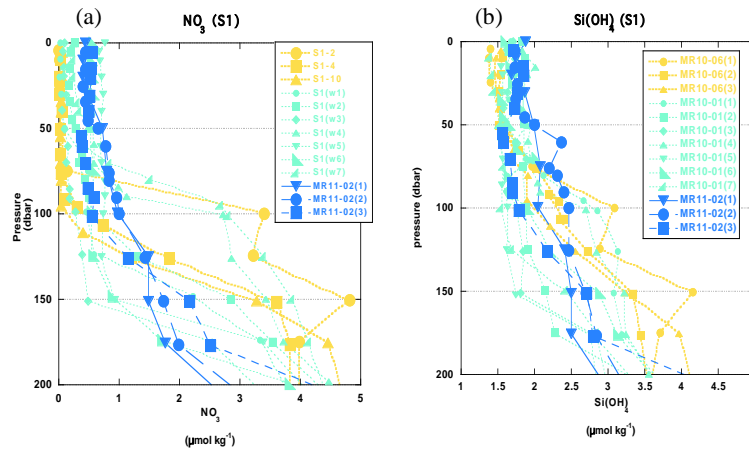 (a)
NO3 (S1)
0
50
100
150
200
Pressure (dbar)
0 1 2 3 4 5
NO3
(μmol kg-1)
S1-2
S1-4
S1-10
S1(w1)
S1(w2)
S1(w3)
S1(w4)
S1(w5)
S1(w6)
S1(w7)
MR11-02(1)
MR11-02(2)
MR11-02(3)
(b)
Si(OH)4 (S1)
0
50
100
150
200
pressure (dbar)
1 1.5 2 2.5 3 3.5 4 4.5
Si(OH)4
(μmol kg-1)
MR10-06(1)
MR10-06(2)
MR10-06(3)
MR10-01(1)
MR10-01(2)
MR10-01(3)
MR10-01(4)
MR10-01(5)
MR10-01(6)
MR10-01(7)
MR11-02(1)
MR11-02(2)
MR11-02(3)